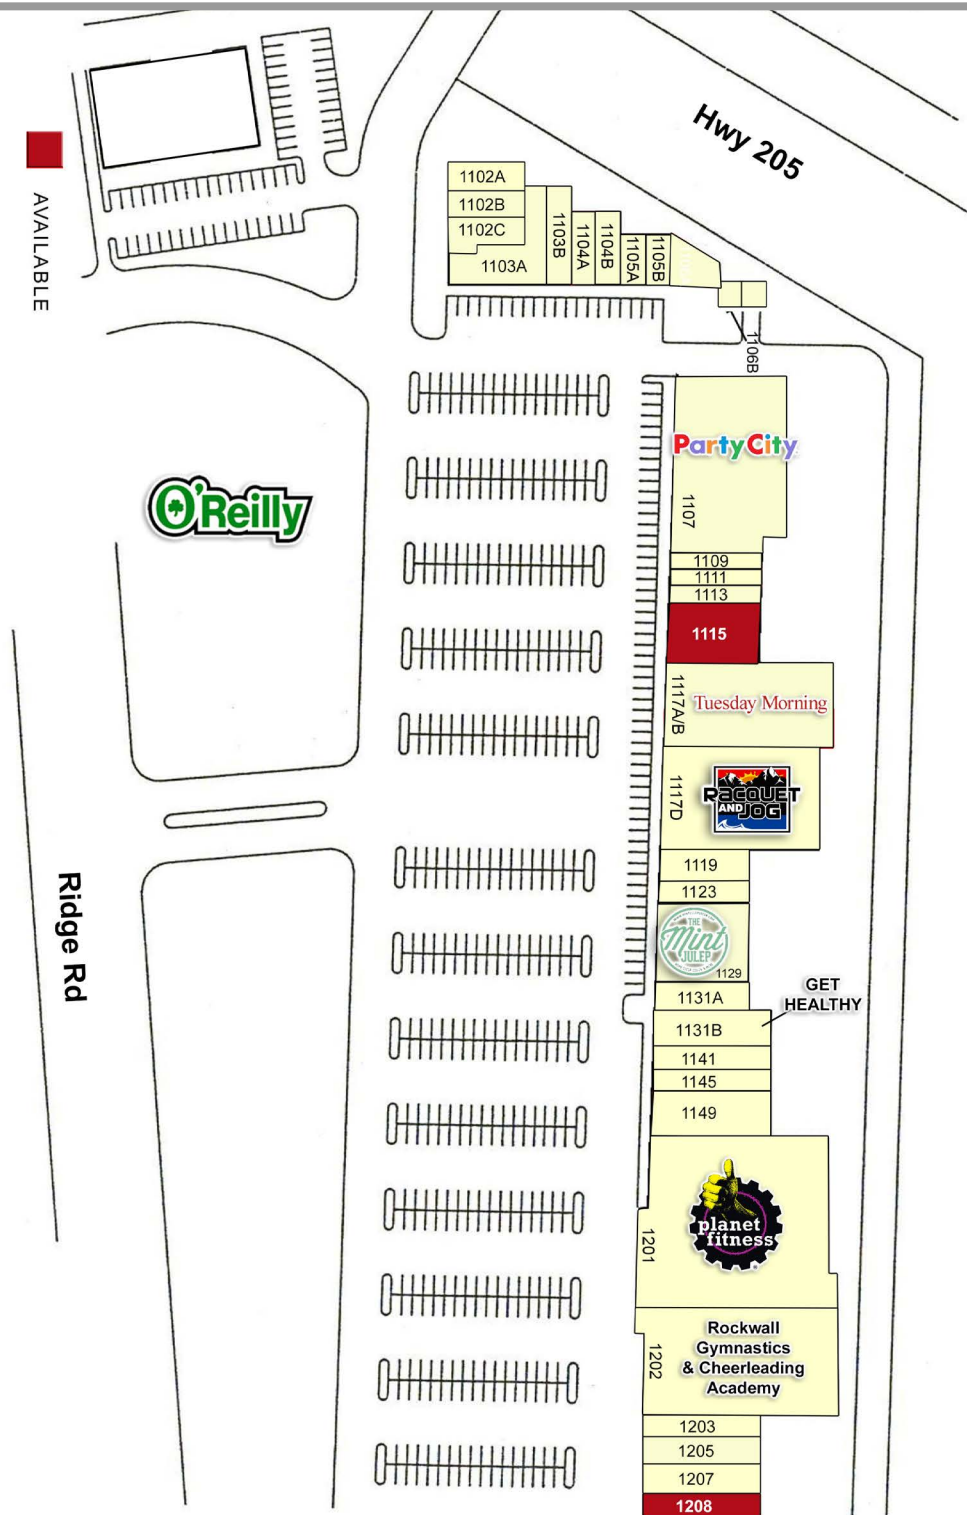 Hwy 205
AVAILABLE
1102A
1102B
1102C
1103A
1103B
1104A
1104B
1105A
1105B
1106B
Party City
1107
O'Reilly
1109
1111
1113
1115
1117A/B
Tuesday Morning
1117D
RACQUET
AND JOG
1119
1123
THE
Mint
JULEP
1129
Ridge Rd
1131A
GET
HEALTHY
1131B
1141
1145
1149
planet
fitness
1201
Rockwall
Gymnastics
& Cheerleading
Academy
1202
1203
1205
1207
1208